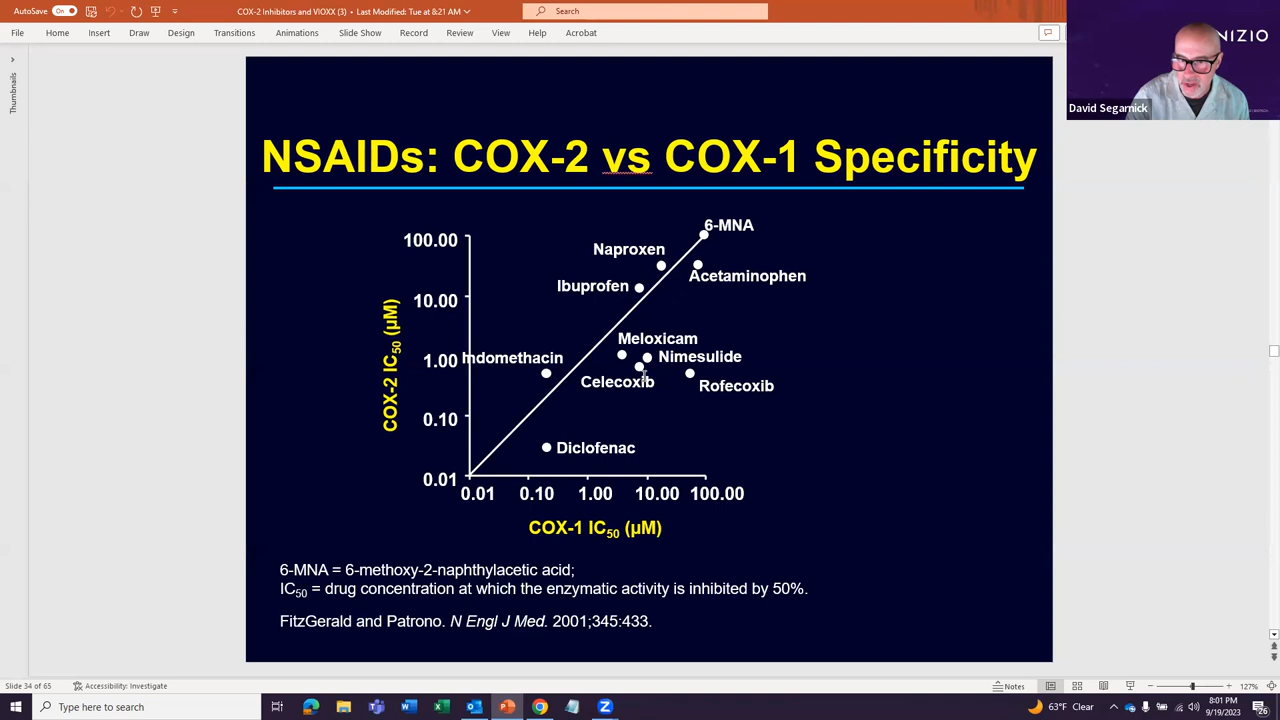 AutoSave On
COX-2 Inhibitors and VIOXX (3) • Last Modified: Tue at 8:21 AM
Search
File Home Insert Draw Design Transitions Animations Slide Show Record Review View Help Acrobat
NIZIO
David Segarnick
Thumbnails
NSAIDs: COX-2 vs COX-1 Specificity
6-MNA
100.00
Naproxen
Acetaminophen
Ibuprofen
10.00
Meloxicam
Nimesulide
1.00
Indomethacin
Celecoxib
Rofecoxib
COX-2 IC50 (µM)
0.10
Diclofenac
0.01
0.01 0.10 1.00 10.00 100.00
COX-1 IC50 (µM)
6-MNA = 6-methoxy-2-naphthylacetic acid;
IC50 = drug concentration at which the enzymatic activity is inhibited by 50%.
FitzGerald and Patrono. N Engl J Med. 2001;345:433.
Slide 34 of 65 Accessibility: Investigate
Notes
127%
Type here to search
63°F Clear
8:01 PM
9/19/2023
26